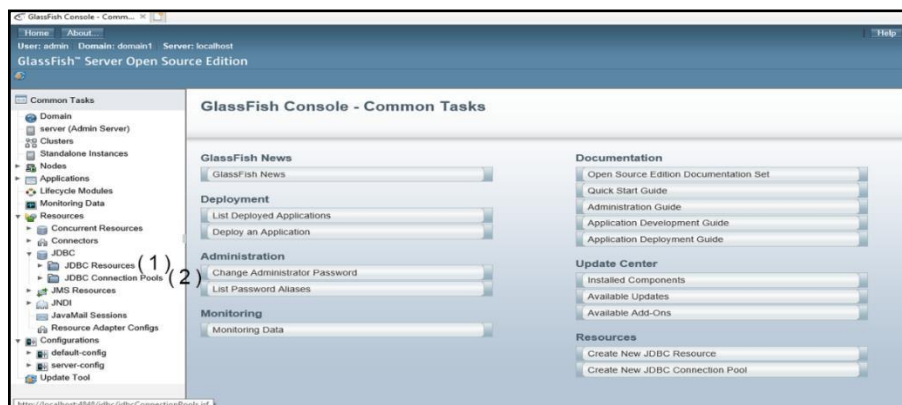 GlassFish Console - Comm...
Home About...
Help
User: admin Domain: domain1 Server: localhost
GlassFish™ Server Open Source Edition
Common Tasks
Domain
server (Admin Server)
Clusters
Standalone Instances
Nodes
Applications
Lifecycle Modules
Monitoring Data
Resources
Concurrent Resources
Connectors
JDBC
JDBC Resources (1)
JDBC Connection Pools (2)
JMS Resources
JNDI
JavaMail Sessions
Resource Adapter Configs
Configurations
default-config
server-config
Update Tool
http://localhost:4848/jdbc/jdbcConnectionPools.jsf
GlassFish Console - Common Tasks
GlassFish News
GlassFish News
Deployment
List Deployed Applications
Deploy an Application
Administration
Change Administrator Password
List Password Aliases
Monitoring
Monitoring Data
Documentation
Open Source Edition Documentation Set
Quick Start Guide
Administration Guide
Application Development Guide
Application Deployment Guide
Update Center
Installed Components
Available Updates
Available Add-Ons
Resources
Create New JDBC Resource
Create New JDBC Connection Pool